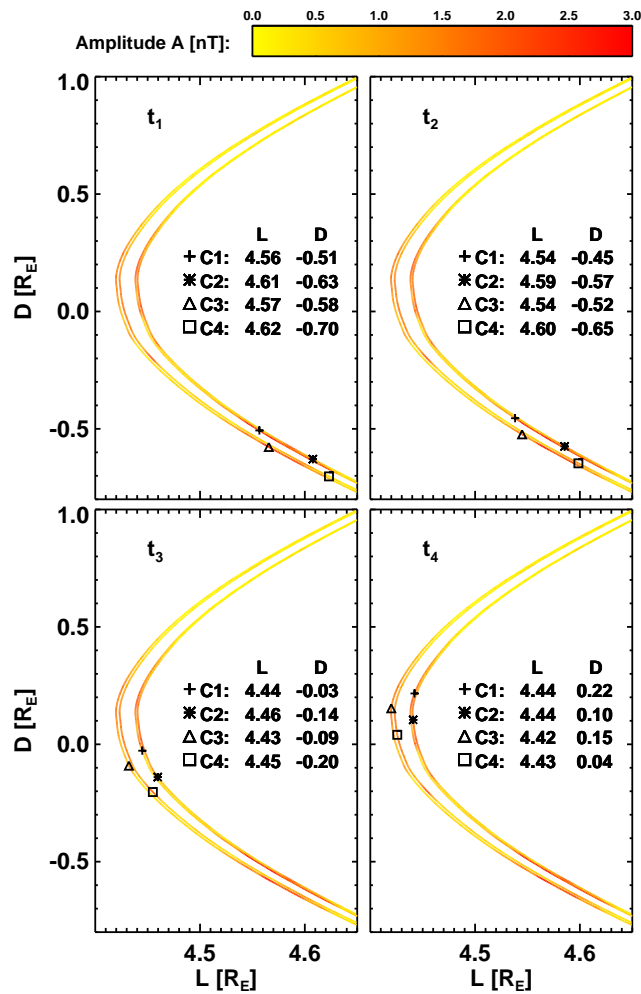 0.0 0.5 1.0 1.5 2.0 2.5 3.0
Amplitude A [nT]:
1.0
t1
t2
0.5
L D
L D
+ C1: 4.56 -0.51
+ C1: 4.54 -0.45
✳ C2: 4.61 -0.63
✳ C2: 4.59 -0.57
△ C3: 4.57 -0.58
△ C3: 4.54 -0.52
□ C4: 4.62 -0.70
□ C4: 4.60 -0.65
D [RE]
0.0
-0.5
1.0
t3
t4
0.5
L D
L D
+ C1: 4.44 -0.03
+ C1: 4.44 0.22
✳ C2: 4.46 -0.14
✳ C2: 4.44 0.10
△ C3: 4.43 -0.09
△ C3: 4.42 0.15
□ C4: 4.45 -0.20
□ C4: 4.43 0.04
D [RE]
0.0
-0.5
4.5 4.6
4.5 4.6
L [RE]
L [RE]